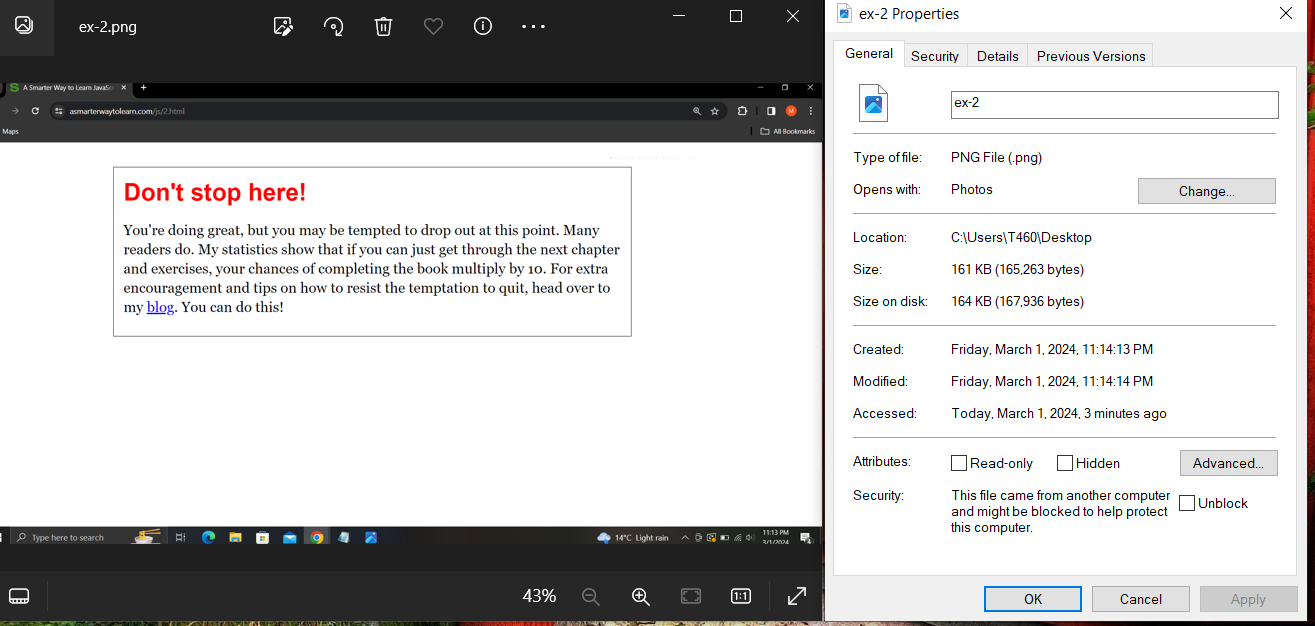 ex-2.png
A Smarter Way to Learn JavaSc
asmarterwaytolearn.com/js/2.html
Maps
All Bookmarks
Don't stop here!
You're doing great, but you may be tempted to drop out at this point. Many
readers do. My statistics show that if you can just get through the next chapter
and exercises, your chances of completing the book multiply by 10. For extra
encouragement and tips on how to resist the temptation to quit, head over to
my blog. You can do this!
Type here to search
14°C Light rain
11:13 PM
3/1/2024
43%
1:1
ex-2 Properties
General Security Details Previous Versions
ex-2
Type of file: PNG File (.png)
Opens with: Photos Change...
Location: C:\Users\T460\Desktop
Size: 161 KB (165,263 bytes)
Size on disk: 164 KB (167,936 bytes)
Created: Friday, March 1, 2024, 11:14:13 PM
Modified: Friday, March 1, 2024, 11:14:14 PM
Accessed: Today, March 1, 2024, 3 minutes ago
Attributes: Read-only Hidden Advanced...
Security: This file came from another computer
and might be blocked to help protect Unblock
this computer.
OK Cancel Apply